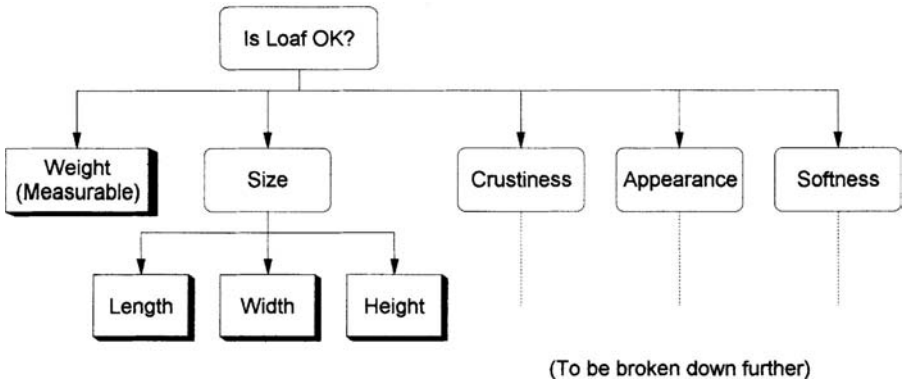 Is Loaf OK?
Weight
(Measurable)
Size
Crustiness
Appearance
Softness
Length
Width
Height
(To be broken down further)